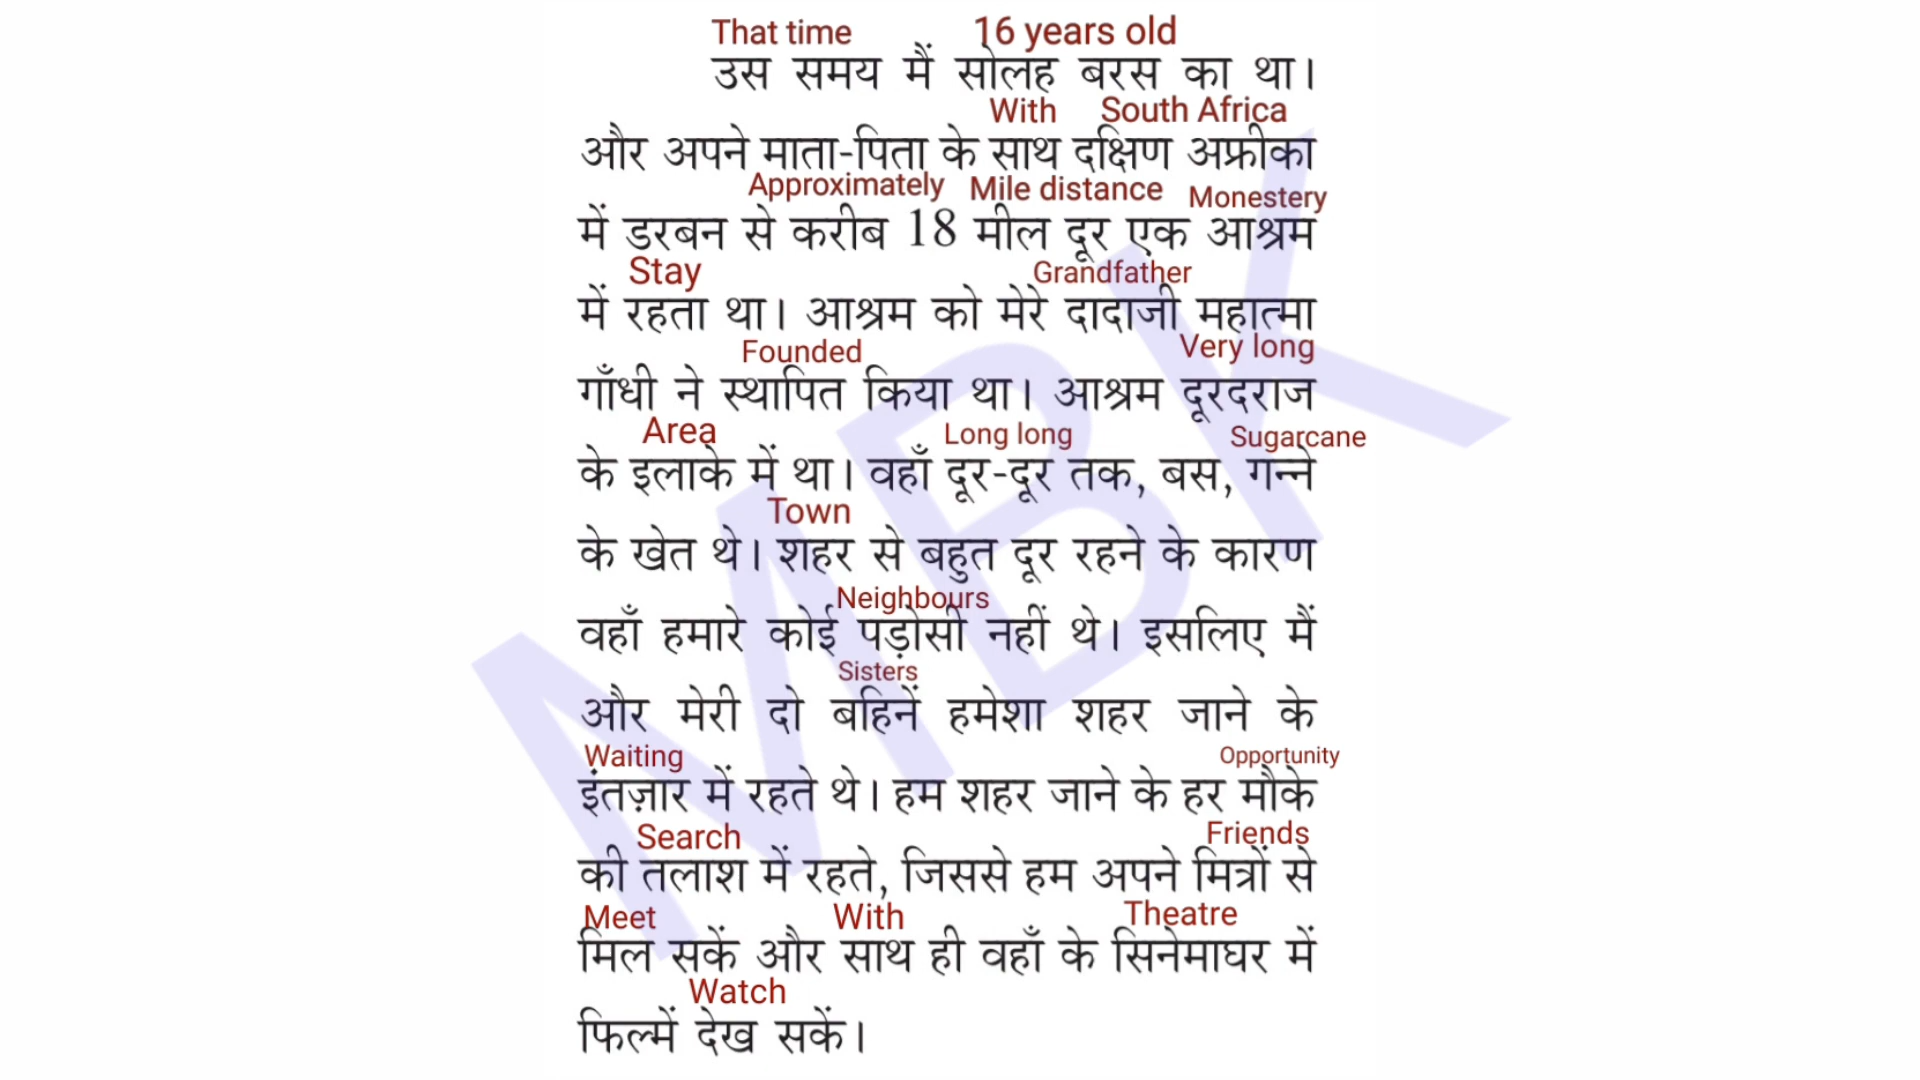 That time 16 years old
उस समय मैं सोलह बरस का था।
With South Africa
और अपने माता-पिता के साथ दक्षिण अफ्रीका
Approximately Mile distance Monestery
में डरबन से करीब 18 मील दूर एक आश्रम
Stay Grandfather
में रहता था। आश्रम को मेरे दादाजी महात्मा
Founded Very long
गाँधी ने स्थापित किया था। आश्रम दूरदराज
Area Long long Sugarcane
के इलाके में था। वहाँ दूर-दूर तक, बस, गन्ने
Town
के खेत थे। शहर से बहुत दूर रहने के कारण
Neighbours
वहाँ हमारे कोई पड़ोसी नहीं थे। इसलिए मैं
Sisters
और मेरी दो बहिनें हमेशा शहर जाने के
Waiting Opportunity
इंतज़ार में रहते थे। हम शहर जाने के हर मौके
Search Friends
की तलाश में रहते, जिससे हम अपने मित्रों से
Meet With Theatre
मिल सकें और साथ ही वहाँ के सिनेमाघर में
Watch
फिल्में देख सकें।
MBK